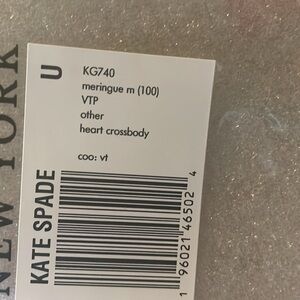 NEW YORK
U
KG740
meringue m (100)
VTP
other
heart crossbody
coo: vt
KATE SPADE
1 96021 46502 4